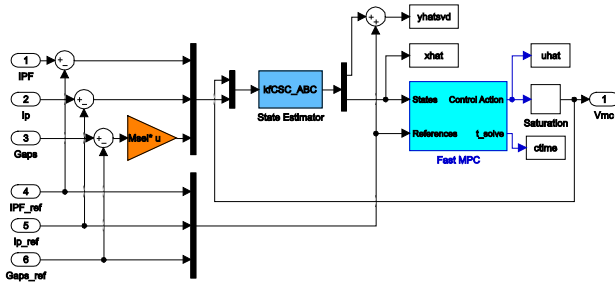 1
IPF
2
Ip
3
Gaps
4
IPF_ref
5
Ip_ref
6
Gaps_ref
Msel* u
kfCSC_ABC
State Estimator
yhatsvd
xhat
States
Control Action
References
t_solve
Fast MPC
uhat
Saturation
ctime
1
Vmc